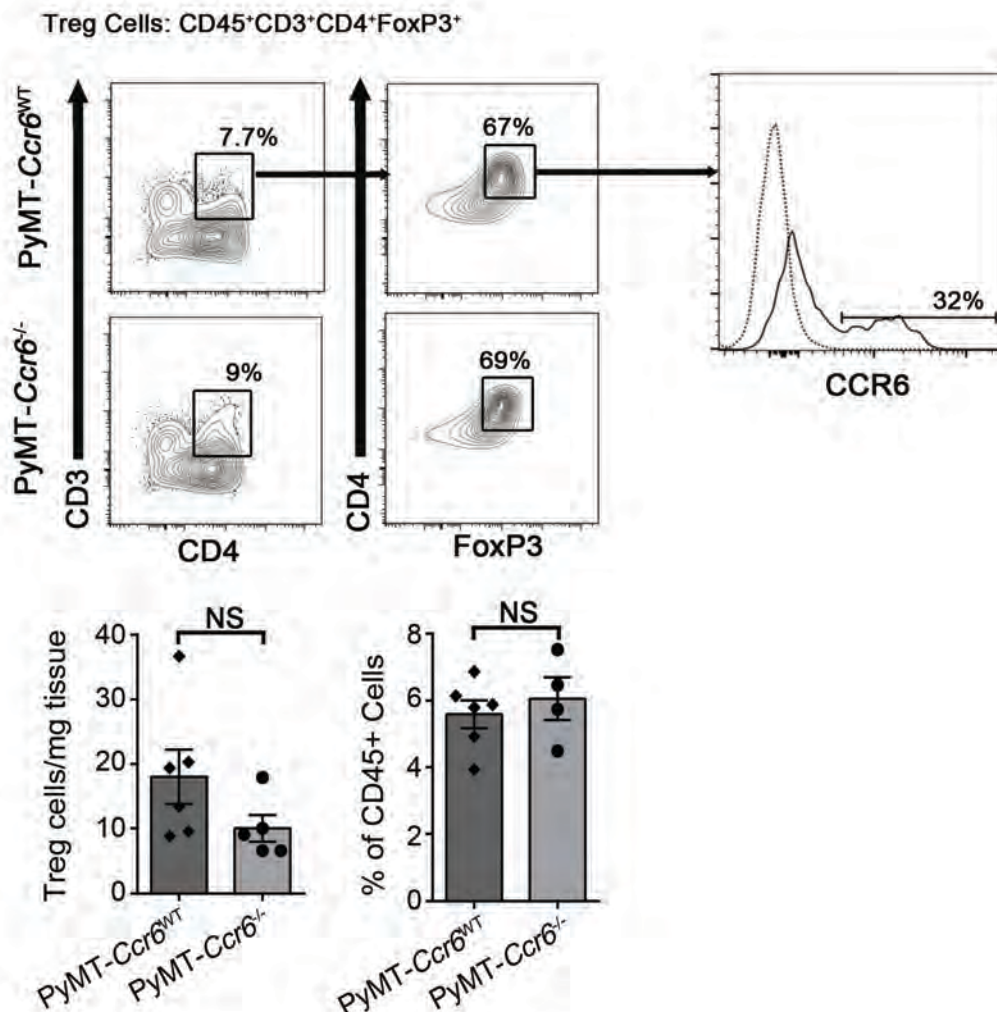 Treg Cells: CD45⁺CD3⁺CD4⁺FoxP3⁺
PyMT-Ccr6ᵂᵀ
7.7%
67%
32%
CCR6
PyMT-Ccr6⁻/⁻
9%
69%
CD3
CD4
CD4
FoxP3
NS
Treg cells/mg tissue
40
30
20
10
0
PyMT-Ccr6ᵂᵀ
PyMT-Ccr6⁻/⁻
NS
% of CD45+ Cells
8
6
4
2
0
PyMT-Ccr6ᵂᵀ
PyMT-Ccr6⁻/⁻